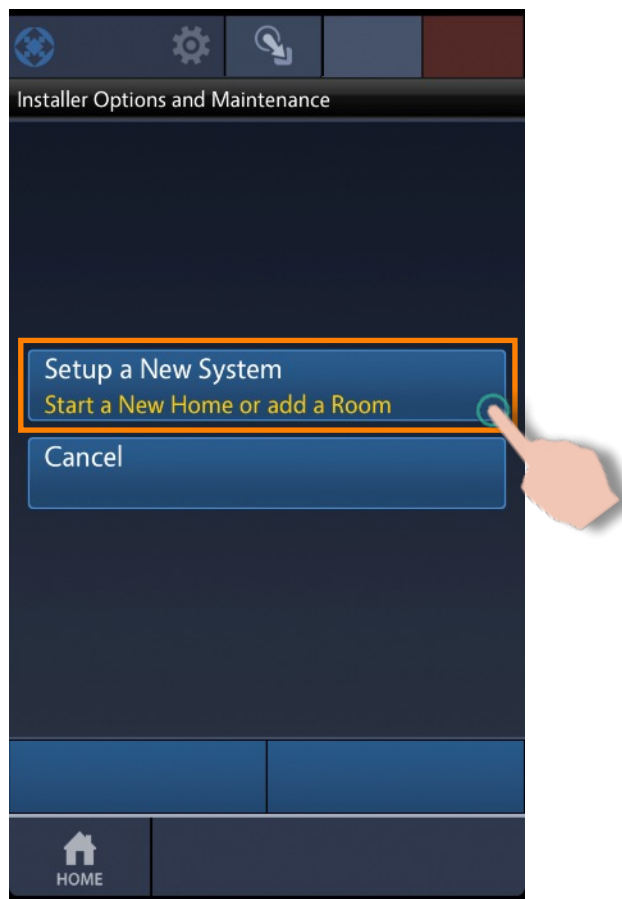 Installer Options and Maintenance
Setup a New System
Start a New Home or add a Room
Cancel
HOME